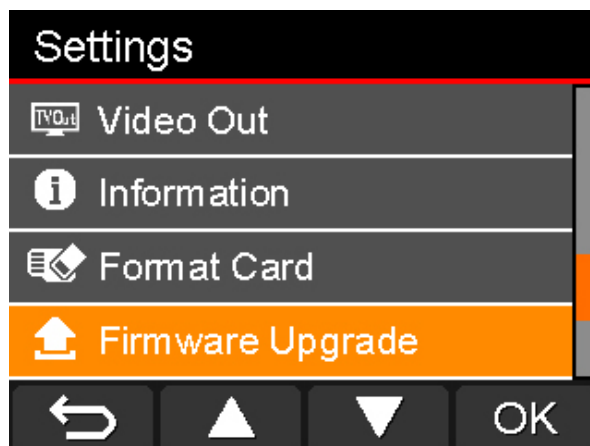 Settings
TVOut Video Out
i Information
Format Card
Firmware Upgrade
OK